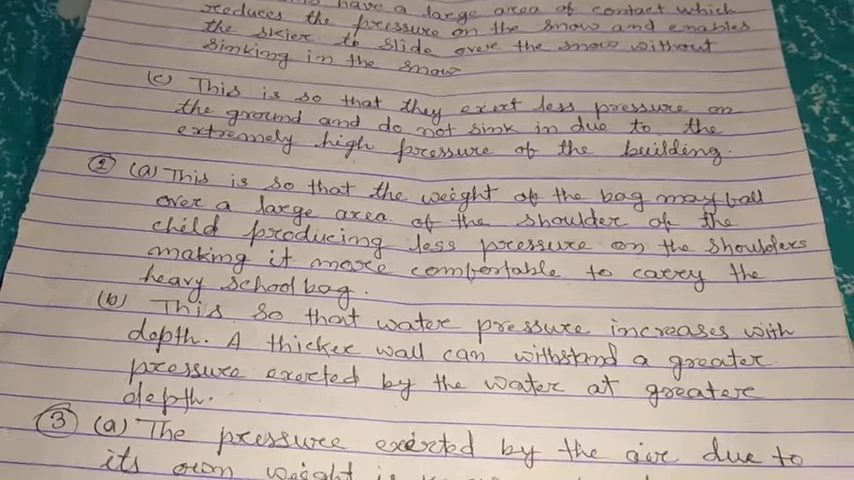 have a large area of contact which
reduces the pressure on the snow and enables
the skier to slide over the snow without
sinking in the snow
(c) This is so that they exert less pressure on
the ground and do not sink in due to the
extremely high pressure of the building.
② (a) This is so that the weight of the bag may ball
over a large area of the shoulder of the
child producing less pressure on the shoulders
making it more comfortable to carry the
heavy school bag.
(b) This so that water pressure increases with
depth. A thicker wall can withstand a greater
pressure exerted by the water at greater
depth.
③ (a) The pressure exerted by the air due to
its own weight is